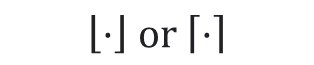 ⌊·⌋ or ⌈·⌉